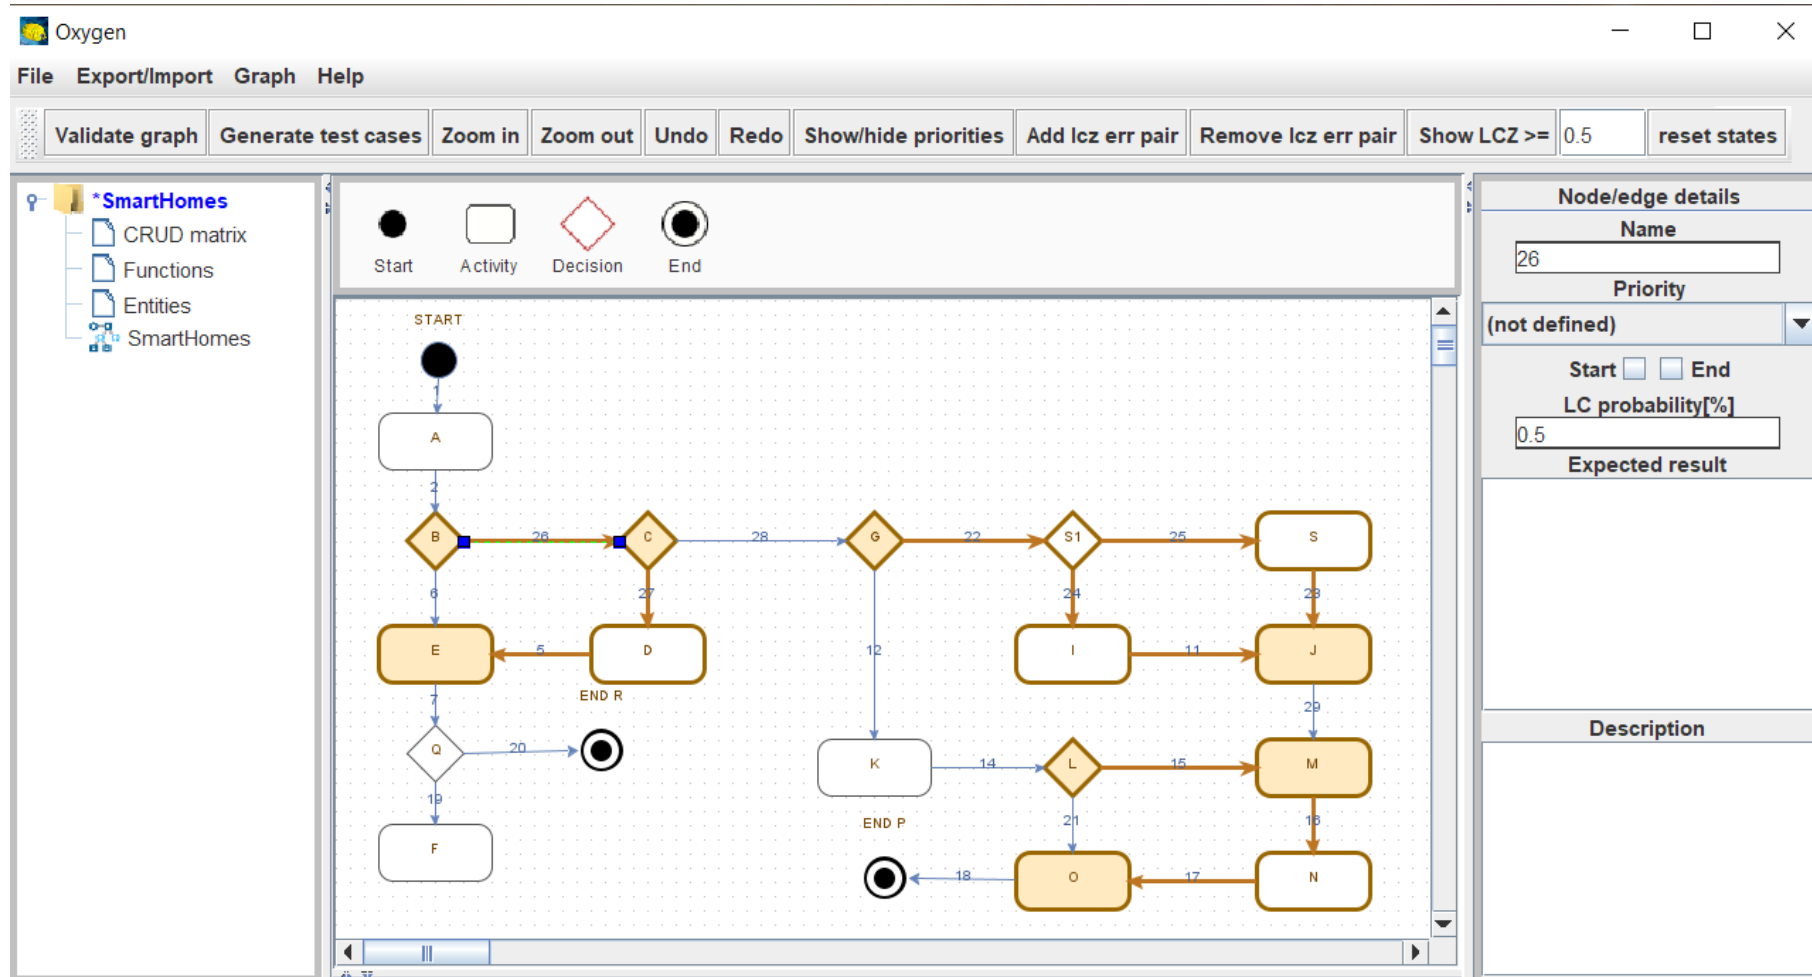 Oxygen
File Export/Import Graph Help
Validate graph Generate test cases Zoom in Zoom out Undo Redo Show/hide priorities Add lcz err pair Remove lcz err pair Show LCZ >= 0.5 reset states
*SmartHomes
CRUD matrix
Functions
Entities
SmartHomes
Start Activity Decision End
START
1
A
2
B 26 C 28 G 22 S1 25 S
6 27 24 23
E 5 D 12 I 11 J
END R
7 29
Q 20
K 14 L 15 M
19
END P 21 16
F
18 O 17 N
Node/edge details
Name
26
Priority
(not defined)
Start End
LC probability[%]
0.5
Expected result
Description